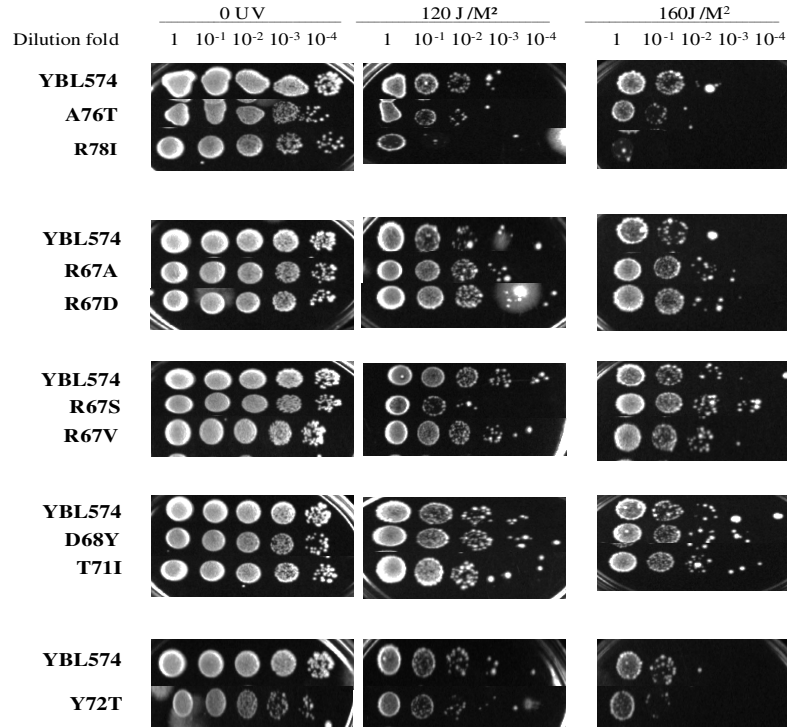 0 UV 120 J/M² 160J/M²
Dilution fold 1 10⁻¹ 10⁻² 10⁻³ 10⁻⁴ 1 10⁻¹ 10⁻² 10⁻³ 10⁻⁴ 1 10⁻¹ 10⁻² 10⁻³ 10⁻⁴
YBL574
A76T
R78I
YBL574
R67A
R67D
YBL574
R67S
R67V
YBL574
D68Y
T71I
YBL574
Y72T